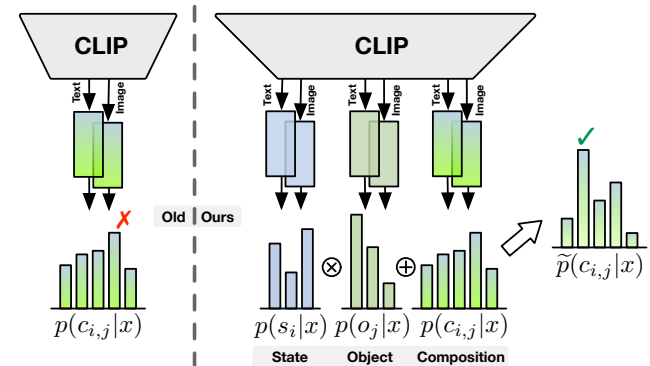 CLIP
Text
Image
✗
Old
p(c_{i,j}|x)
CLIP
Text
Image
Text
Image
Text
Image
Ours
⊗
⊕
p(s_i|x)
p(o_j|x)
p(c_{i,j}|x)
State
Object
Composition
✓
p̃(c_{i,j}|x)